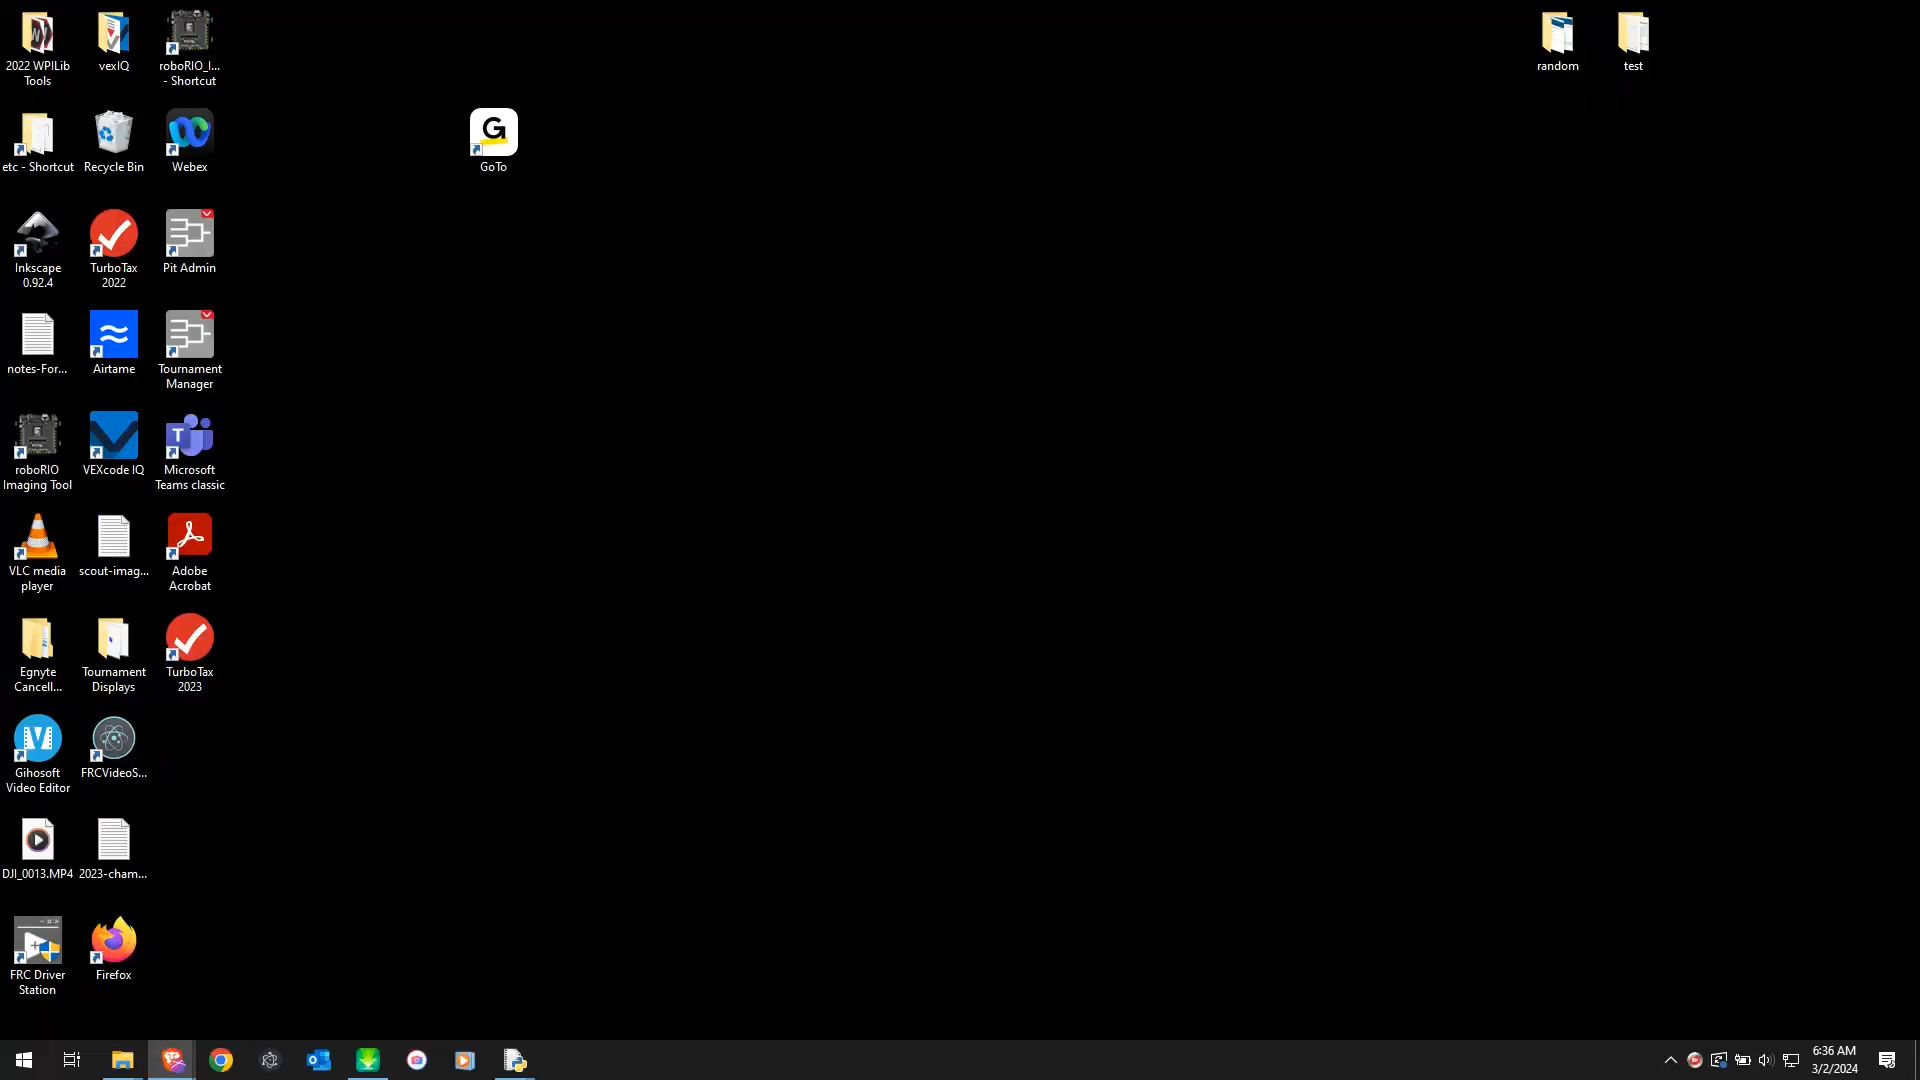 2022 WPILib
Tools
vexIQ
roboRIO_I...
- Shortcut
random
test
etc - Shortcut
Recycle Bin
Webex
G
GoTo
Inkscape
0.92.4
TurboTax
2022
Pit Admin
notes-For...
Airtame
Tournament
Manager
roboRIO
Imaging Tool
VEXcode IQ
T
Microsoft
Teams classic
VLC media
player
scout-imag...
Adobe
Acrobat
Egnyte
Cancell...
Tournament
Displays
TurboTax
2023
Gihosoft
Video Editor
FRCVideoS...
DJI_0013.MP4
2023-cham...
FRC Driver
Station
Firefox
6:36 AM
3/2/2024